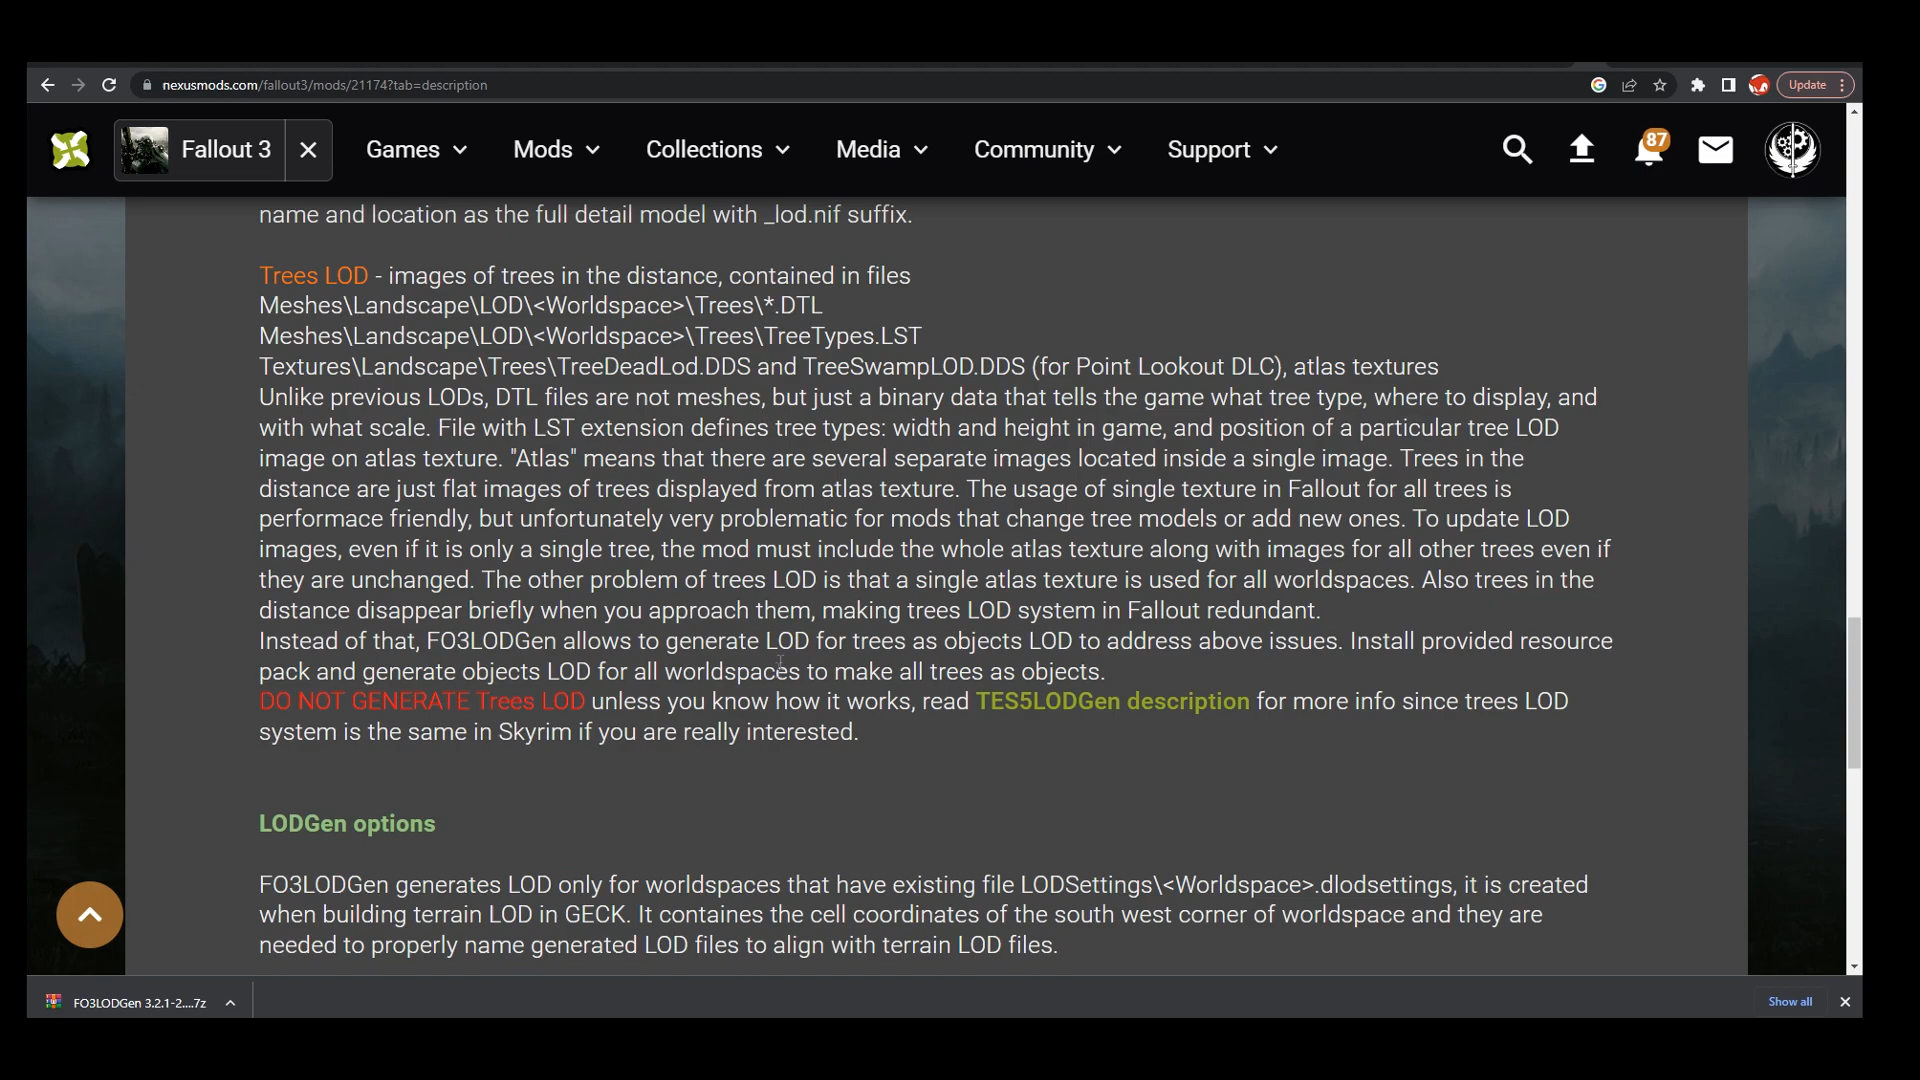 nexusmods.com/fallout3/mods/21174?tab=description
Update
Fallout 3
Games
Mods
Collections
Media
Community
Support
87
name and location as the full detail model with _lod.nif suffix.
Trees LOD - images of trees in the distance, contained in files
Meshes\Landscape\LOD\<Worldspace>\Trees\*.DTL
Meshes\Landscape\LOD\<Worldspace>\Trees\TreeTypes.LST
Textures\Landscape\Trees\TreeDeadLod.DDS and TreeSwampLOD.DDS (for Point Lookout DLC), atlas textures
Unlike previous LODs, DTL files are not meshes, but just a binary data that tells the game what tree type, where to display, and
with what scale. File with LST extension defines tree types: width and height in game, and position of a particular tree LOD
image on atlas texture. "Atlas" means that there are several separate images located inside a single image. Trees in the
distance are just flat images of trees displayed from atlas texture. The usage of single texture in Fallout for all trees is
performace friendly, but unfortunately very problematic for mods that change tree models or add new ones. To update LOD
images, even if it is only a single tree, the mod must include the whole atlas texture along with images for all other trees even if
they are unchanged. The other problem of trees LOD is that a single atlas texture is used for all worldspaces. Also trees in the
distance disappear briefly when you approach them, making trees LOD system in Fallout redundant.
Instead of that, FO3LODGen allows to generate LOD for trees as objects LOD to address above issues. Install provided resource
pack and generate objects LOD for all worldspaces to make all trees as objects.
DO NOT GENERATE Trees LOD unless you know how it works, read TES5LODGen description for more info since trees LOD
system is the same in Skyrim if you are really interested.
LODGen options
FO3LODGen generates LOD only for worldspaces that have existing file LODSettings\<Worldspace>.dlodsettings, it is created
when building terrain LOD in GECK. It containes the cell coordinates of the south west corner of worldspace and they are
needed to properly name generated LOD files to align with terrain LOD files.
FO3LODGen 3.2.1-2....7z
Show all